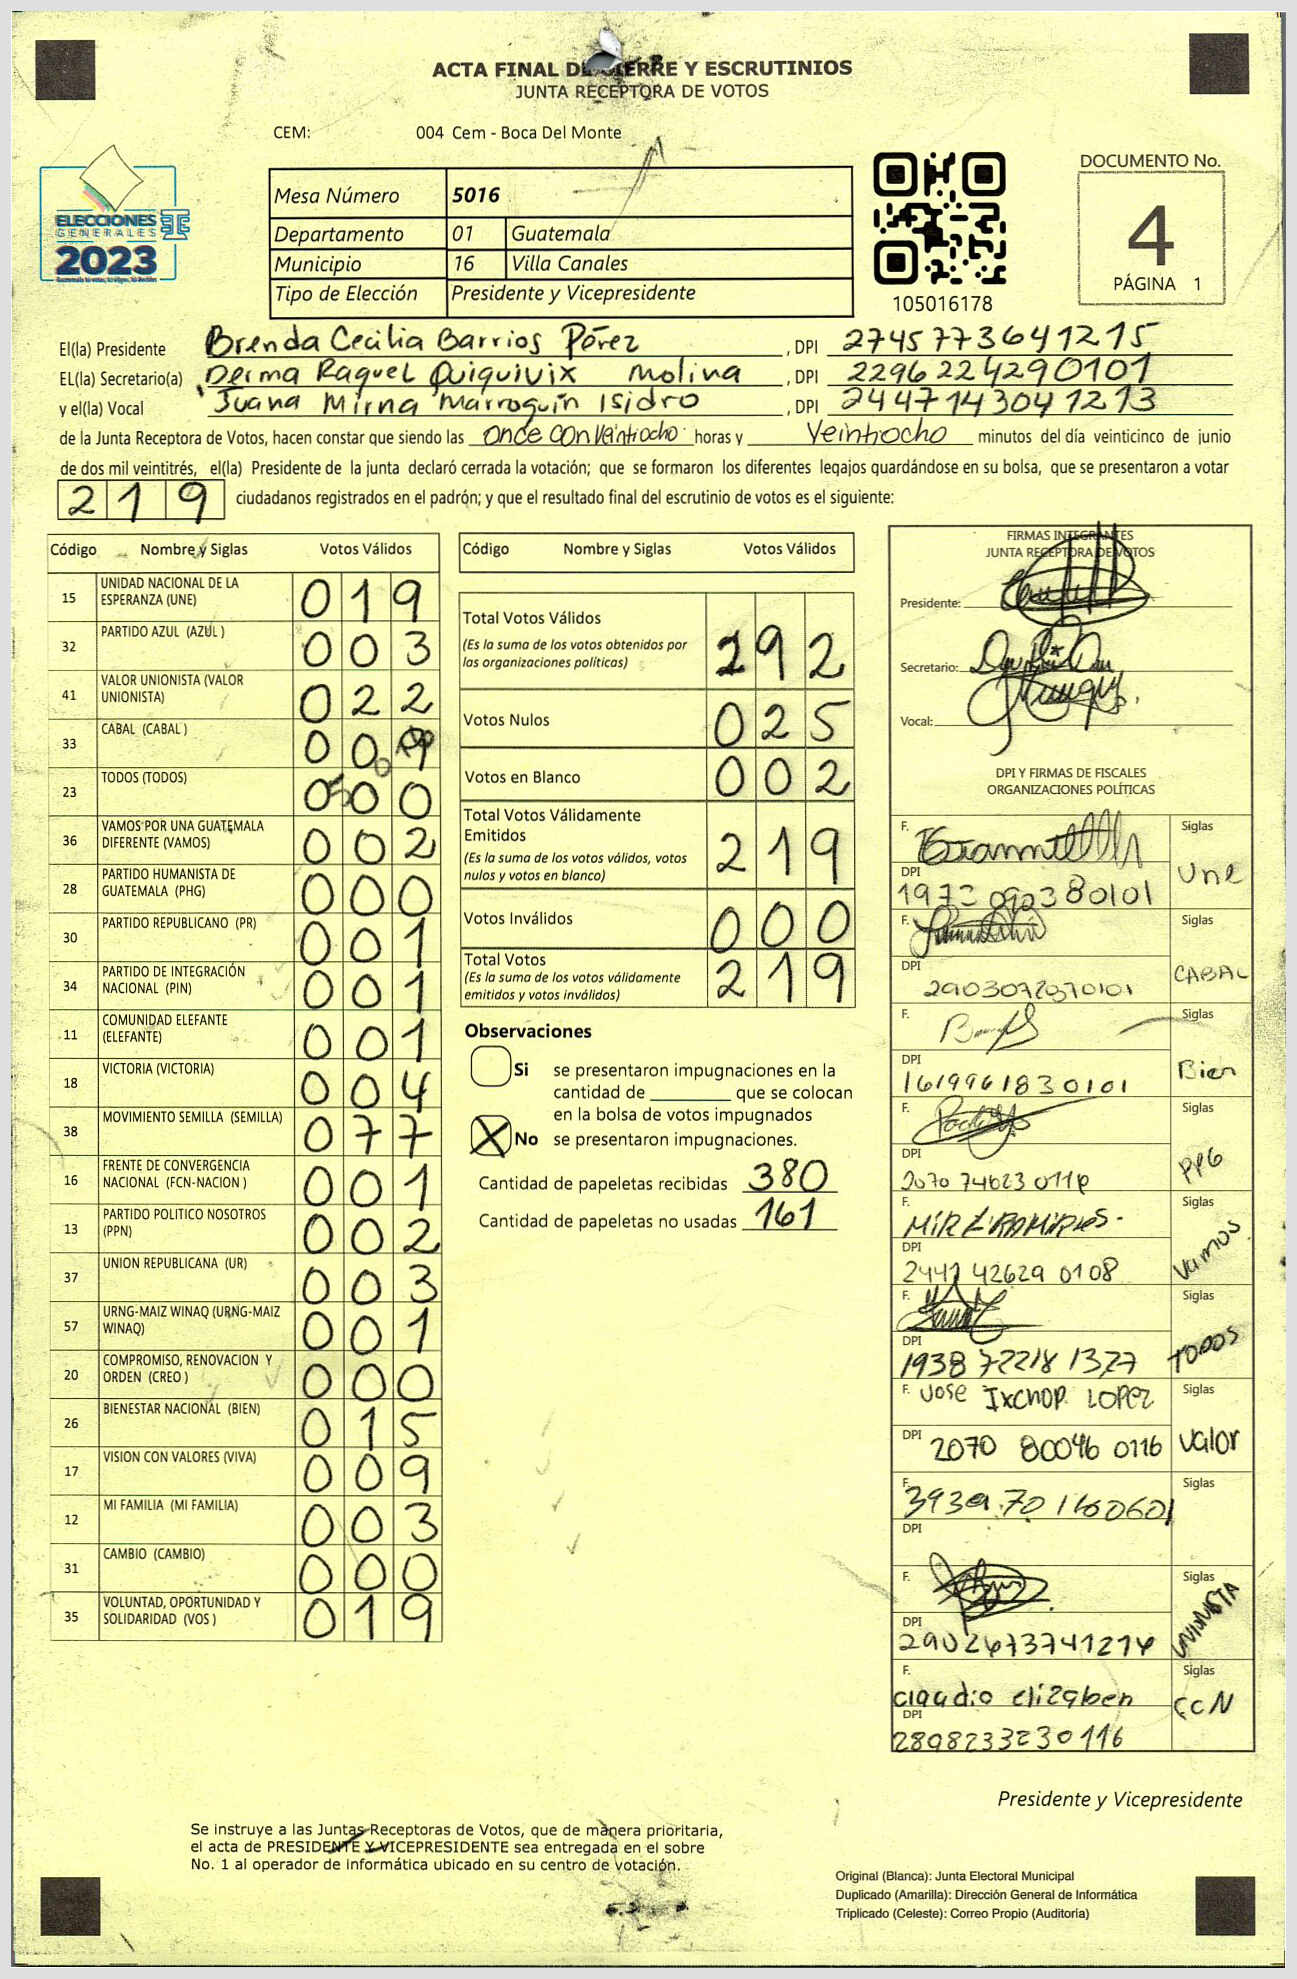 ACTA FINAL DE CIERRE Y ESCRUTINIOS
JUNTA RECEPTORA DE VOTOS
CEM: 004 Cem - Boca Del Monte
ELECCIONES
GENERALES
2023
Mesa Número 5016
Departamento 01 Guatemala
Municipio 16 Villa Canales
Tipo de Elección Presidente y Vicepresidente
105016178
DOCUMENTO No.
4
PÁGINA 1
El(la) Presidente Brenda Cecilia Barrios Pérez , DPI 2745773641215
EL(la) Secretario(a) Derma Raquel Quiquivix Molina , DPI 2296224290101
y el(la) Vocal Juana Mirna Marroquín Isidro , DPI 2447143041213
de la Junta Receptora de Votos, hacen constar que siendo las once con veintiocho horas y veintiocho minutos del día veinticinco de junio
de dos mil veintitrés, el(la) Presidente de la junta declaró cerrada la votación; que se formaron los diferentes legajos guardándose en su bolsa, que se presentaron a votar
219 ciudadanos registrados en el padrón; y que el resultado final del escrutinio de votos es el siguiente:
Código Nombre y Siglas Votos Válidos
15 UNIDAD NACIONAL DE LA ESPERANZA (UNE) 019
32 PARTIDO AZUL (AZUL ) 003
41 VALOR UNIONISTA (VALOR UNIONISTA) 022
33 CABAL (CABAL ) 00
23 TODOS (TODOS) 0 0
36 VAMOS POR UNA GUATEMALA DIFERENTE (VAMOS) 002
28 PARTIDO HUMANISTA DE GUATEMALA (PHG) 000
30 PARTIDO REPUBLICANO (PR) 001
34 PARTIDO DE INTEGRACIÓN NACIONAL (PIN) 001
11 COMUNIDAD ELEFANTE (ELEFANTE) 001
18 VICTORIA (VICTORIA) 004
38 MOVIMIENTO SEMILLA (SEMILLA) 077
16 FRENTE DE CONVERGENCIA NACIONAL (FCN-NACION ) 001
13 PARTIDO POLITICO NOSOTROS (PPN) 002
37 UNION REPUBLICANA (UR) 003
57 URNG-MAIZ WINAQ (URNG-MAIZ WINAQ) 001
20 COMPROMISO, RENOVACION Y ORDEN (CREO ) 000
26 BIENESTAR NACIONAL (BIEN) 015
17 VISION CON VALORES (VIVA) 009
12 MI FAMILIA (MI FAMILIA) 003
31 CAMBIO (CAMBIO) 000
35 VOLUNTAD, OPORTUNIDAD Y SOLIDARIDAD (VOS ) 019
Código Nombre y Siglas Votos Válidos
Total Votos Válidos 192
(Es la suma de los votos obtenidos por
las organizaciones políticas)
Votos Nulos 025
Votos en Blanco 002
Total Votos Válidamente
Emitidos 219
(Es la suma de los votos válidos, votos
nulos y votos en blanco)
Votos Inválidos 000
Total Votos 219
(Es la suma de los votos válidamente
emitidos y votos inválidos)
Observaciones
Si se presentaron impugnaciones en la
cantidad de ________ que se colocan
en la bolsa de votos impugnados
X No se presentaron impugnaciones.
Cantidad de papeletas recibidas 380
Cantidad de papeletas no usadas 161
FIRMAS INTEGRANTES
JUNTA RECEPTORA DE VOTOS
Presidente:
Secretario:
Vocal:
DPI Y FIRMAS DE FISCALES
ORGANIZACIONES POLÍTICAS
F. Siglas Une
DPI 1973 090380101
F. Siglas CABAL
DPI 2903072870101
F. Siglas Bien
DPI 1619961830101
F. Siglas PPG
DPI 2070 74623 0116
F. Siglas Vamos
DPI 2441 42629 0108
F. Siglas TODOS
DPI 1938 72218 1327
F. Jose Ixchop Lopez Siglas Valor
DPI 2070 80046 0116
F. 3939 70 1160601 Siglas
DPI
F. Siglas UNIONISTA
DPI 2902673741214
F. claudio elizaben Siglas FCN
DPI 2898233230116
Presidente y Vicepresidente
Se instruye a las Juntas Receptoras de Votos, que de manera prioritaria,
el acta de PRESIDENTE Y VICEPRESIDENTE sea entregada en el sobre
No. 1 al operador de informática ubicado en su centro de votación.
Original (Blanca): Junta Electoral Municipal
Duplicado (Amarilla): Dirección General de Informática
Triplicado (Celeste): Correo Propio (Auditoría)